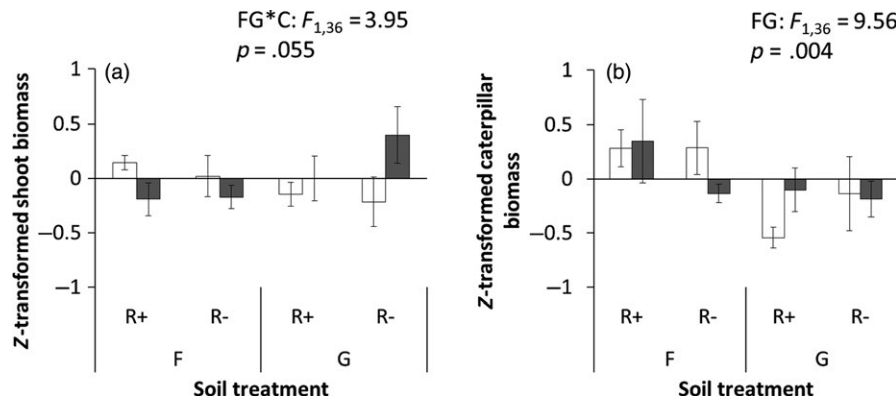 FG*C: F1,36 = 3.95
p = .055
(a)
Z-transformed shoot biomass
1
0.5
0
−0.5
−1
R+ R- R+ R-
F G
Soil treatment
FG: F1,36 = 9.56
p = .004
(b)
Z-transformed caterpillar
biomass
1
0.5
0
−0.5
−1
R+ R- R+ R-
F G
Soil treatment